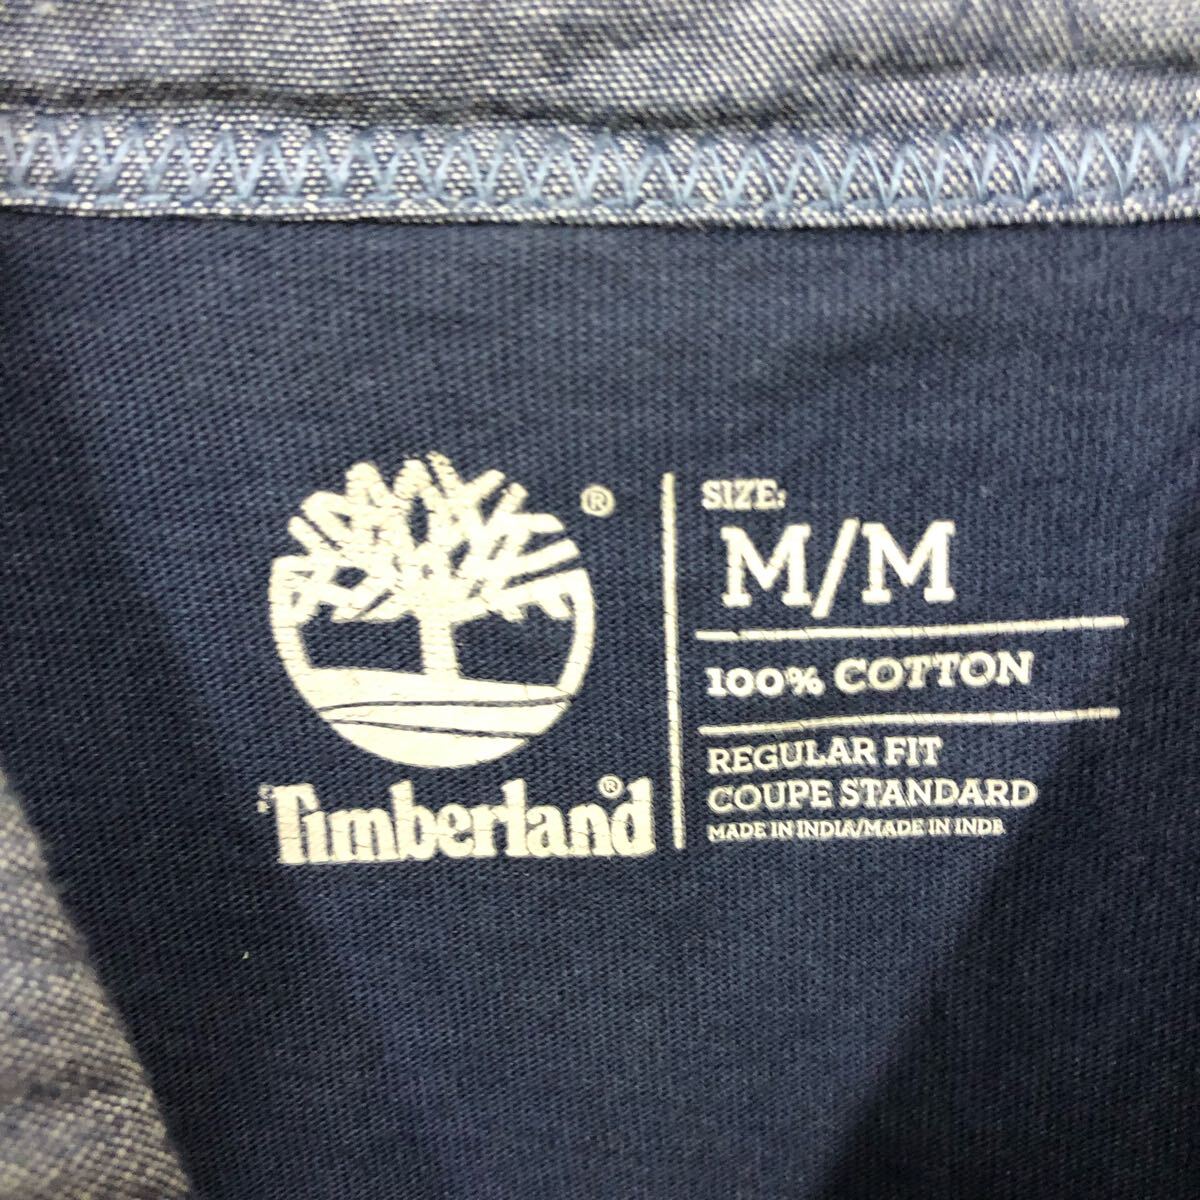 ®
Timberland®
SIZE:
M/M
100% COTTON
REGULAR FIT
COUPE STANDARD
MADE IN INDIA/MADE IN INDE